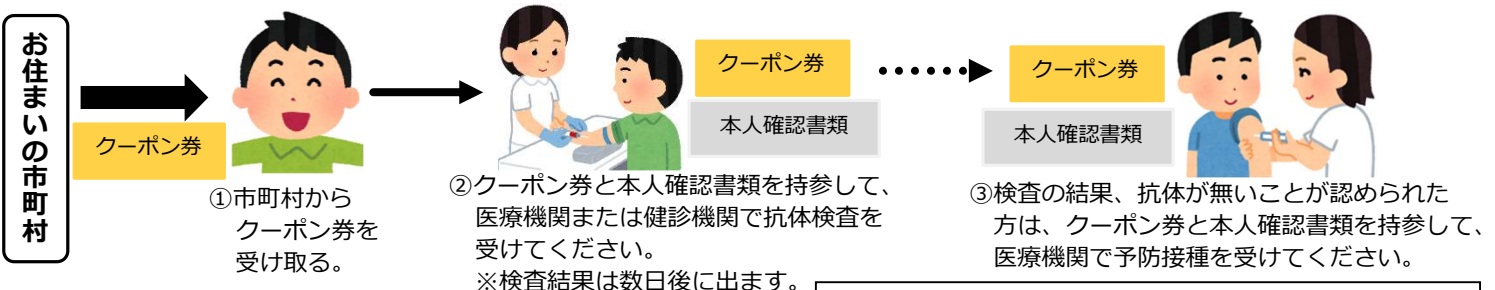 お住まいの市町村
クーポン券
①市町村から
クーポン券を
受け取る。
クーポン券
本人確認書類
②クーポン券と本人確認書類を持参して、
医療機関または健診機関で抗体検査を
受けてください。
※検査結果は数日後に出ます。
クーポン券
本人確認書類
③検査の結果、抗体が無いことが認められた
方は、クーポン券と本人確認書類を持参して、
医療機関で予防接種を受けてください。